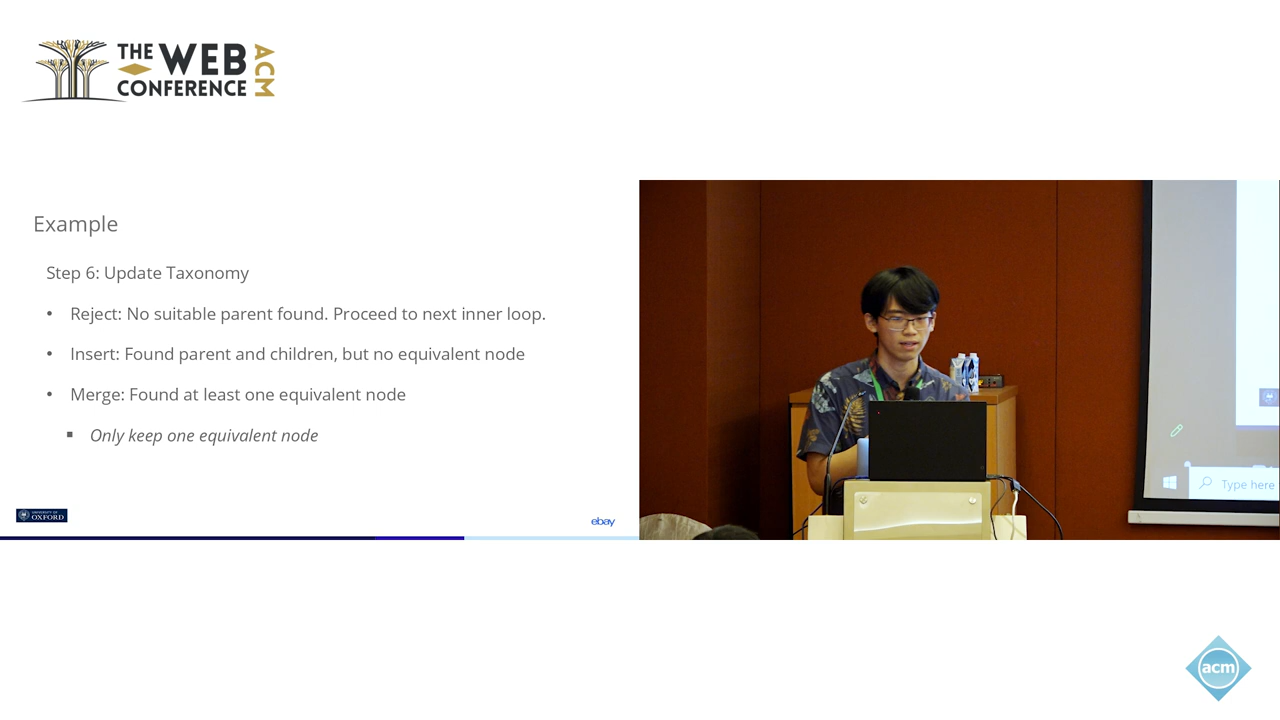 THE WEB CONFERENCE ACM
Example
Step 6: Update Taxonomy
• Reject: No suitable parent found. Proceed to next inner loop.
• Insert: Found parent and children, but no equivalent node
• Merge: Found at least one equivalent node
▪ Only keep one equivalent node
UNIVERSITY OF
OXFORD
ebay
Type here
acm